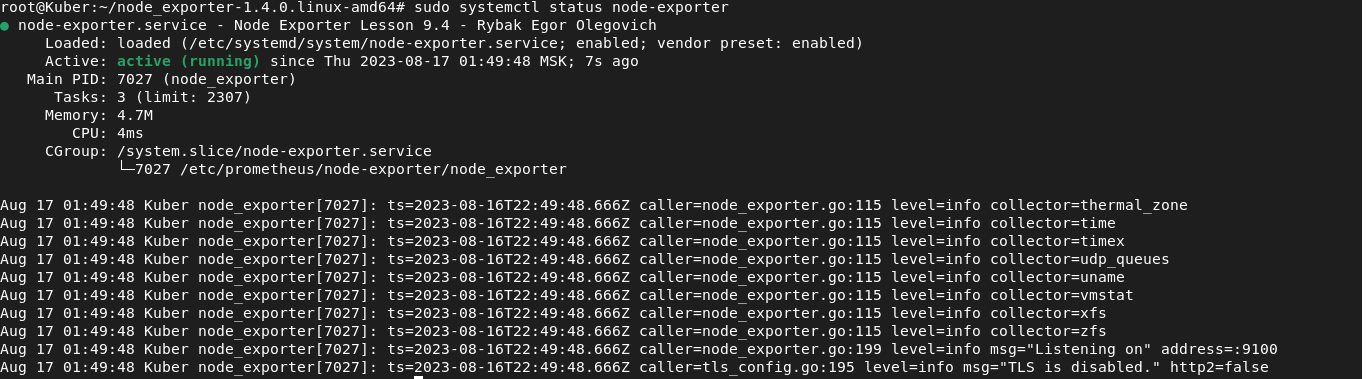 root@Kuber:~/node_exporter-1.4.0.linux-amd64# sudo systemctl status node-exporter
● node-exporter.service - Node Exporter Lesson 9.4 - Rybak Egor Olegovich
     Loaded: loaded (/etc/systemd/system/node-exporter.service; enabled; vendor preset: enabled)
     Active: active (running) since Thu 2023-08-17 01:49:48 MSK; 7s ago
   Main PID: 7027 (node_exporter)
      Tasks: 3 (limit: 2307)
     Memory: 4.7M
        CPU: 4ms
     CGroup: /system.slice/node-exporter.service
             └─7027 /etc/prometheus/node-exporter/node_exporter

Aug 17 01:49:48 Kuber node_exporter[7027]: ts=2023-08-16T22:49:48.666Z caller=node_exporter.go:115 level=info collector=thermal_zone
Aug 17 01:49:48 Kuber node_exporter[7027]: ts=2023-08-16T22:49:48.666Z caller=node_exporter.go:115 level=info collector=time
Aug 17 01:49:48 Kuber node_exporter[7027]: ts=2023-08-16T22:49:48.666Z caller=node_exporter.go:115 level=info collector=timex
Aug 17 01:49:48 Kuber node_exporter[7027]: ts=2023-08-16T22:49:48.666Z caller=node_exporter.go:115 level=info collector=udp_queues
Aug 17 01:49:48 Kuber node_exporter[7027]: ts=2023-08-16T22:49:48.666Z caller=node_exporter.go:115 level=info collector=uname
Aug 17 01:49:48 Kuber node_exporter[7027]: ts=2023-08-16T22:49:48.666Z caller=node_exporter.go:115 level=info collector=vmstat
Aug 17 01:49:48 Kuber node_exporter[7027]: ts=2023-08-16T22:49:48.666Z caller=node_exporter.go:115 level=info collector=xfs
Aug 17 01:49:48 Kuber node_exporter[7027]: ts=2023-08-16T22:49:48.666Z caller=node_exporter.go:115 level=info collector=zfs
Aug 17 01:49:48 Kuber node_exporter[7027]: ts=2023-08-16T22:49:48.666Z caller=node_exporter.go:199 level=info msg="Listening on" address=:9100
Aug 17 01:49:48 Kuber node_exporter[7027]: ts=2023-08-16T22:49:48.666Z caller=tls_config.go:195 level=info msg="TLS is disabled." http2=false